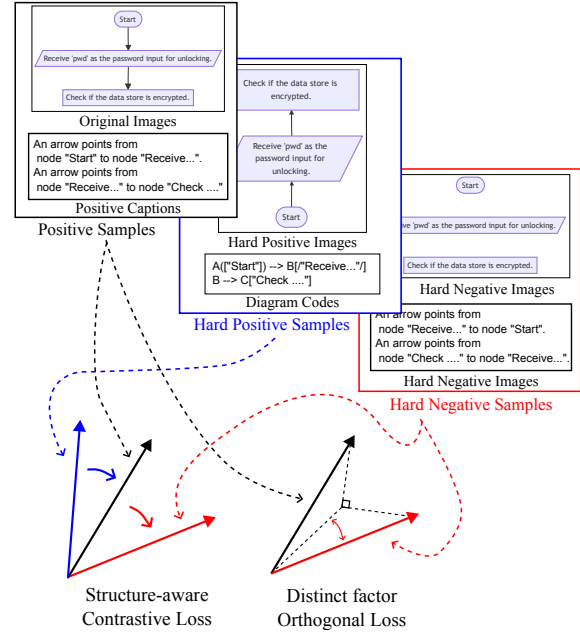 Start
Receive 'pwd' as the password input for unlocking.
Check if the data store is encrypted.
Original Images
An arrow points from
node "Start" to node "Receive...".
An arrow points from
node "Receive..." to node "Check ...."
Positive Captions
Positive Samples
Check if the data store is
encrypted.
Receive 'pwd' as the
password input for
unlocking.
Start
Hard Positive Images
A(["Start"]) --> B[/"Receive..."/]
B --> C["Check ...."]
Diagram Codes
Hard Positive Samples
Start
'pwd' as the password input for unlocking.
Check if the data store is encrypted.
Hard Negative Images
An arrow points from
node "Receive..." to node "Start".
An arrow points from
node "Check ...." to node "Receive...".
Hard Negative Images
Hard Negative Samples
Structure-aware
Contrastive Loss
Distinct factor
Orthogonal Loss